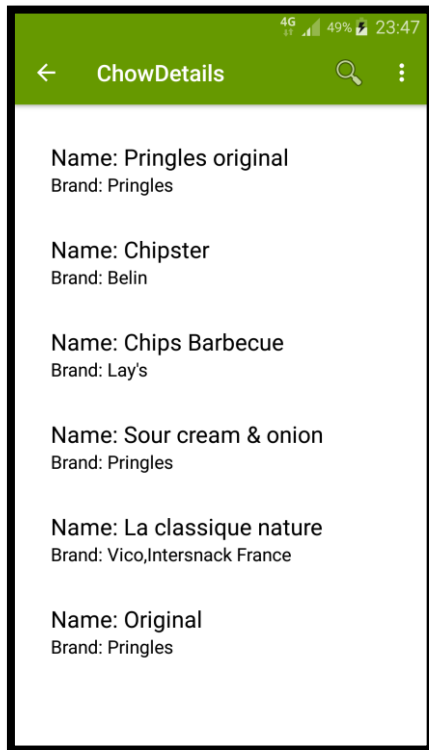 4G 49% 23:47
ChowDetails
Name: Pringles original
Brand: Pringles
Name: Chipster
Brand: Belin
Name: Chips Barbecue
Brand: Lay's
Name: Sour cream & onion
Brand: Pringles
Name: La classique nature
Brand: Vico,Intersnack France
Name: Original
Brand: Pringles